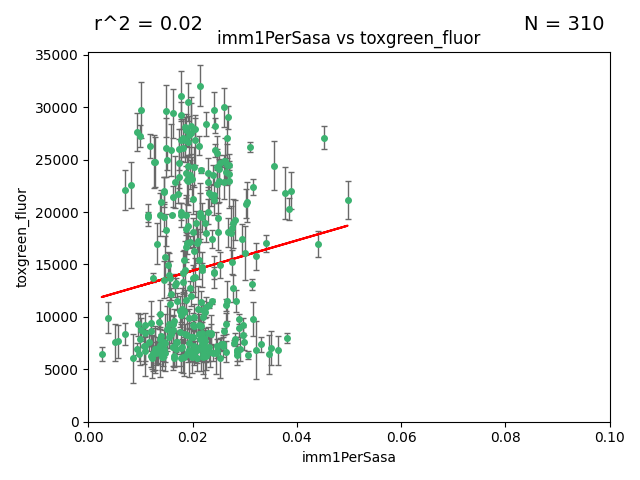 r^2 = 0.02
N = 310
imm1PerSasa vs toxgreen_fluor
35000
30000
25000
20000
15000
10000
5000
0
toxgreen_fluor
0.00
0.02
0.04
0.06
0.08
0.10
imm1PerSasa